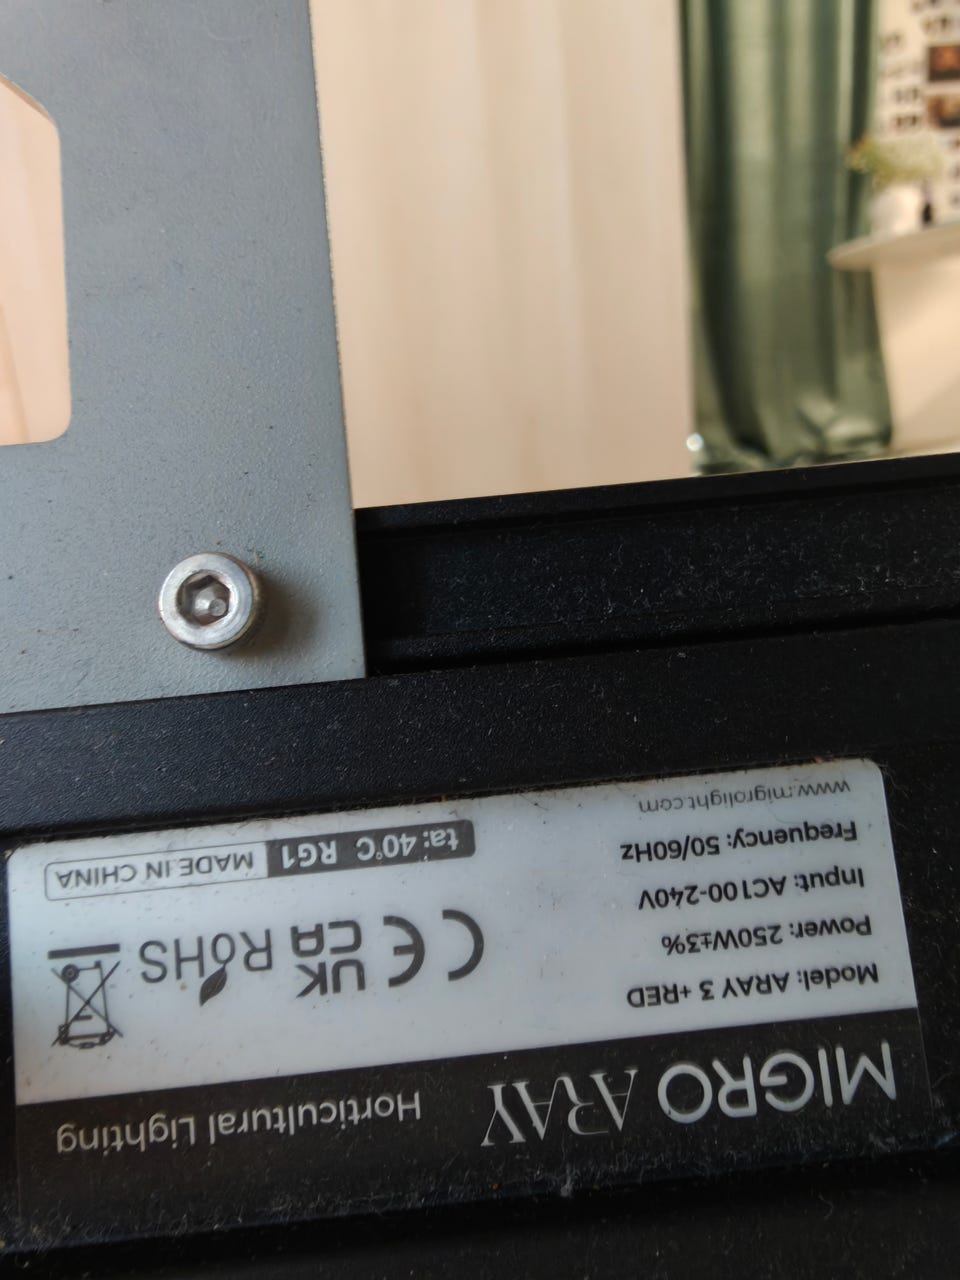 MIGRO ARAY Horticultural Lighting
Model: ARAY 3 +RED
Power: 250W±3%
Input: AC100-240V
Frequency: 50/60Hz
www.migrolight.com
CE UK CA RoHS
ta: 40°C RG1 MADE IN CHINA